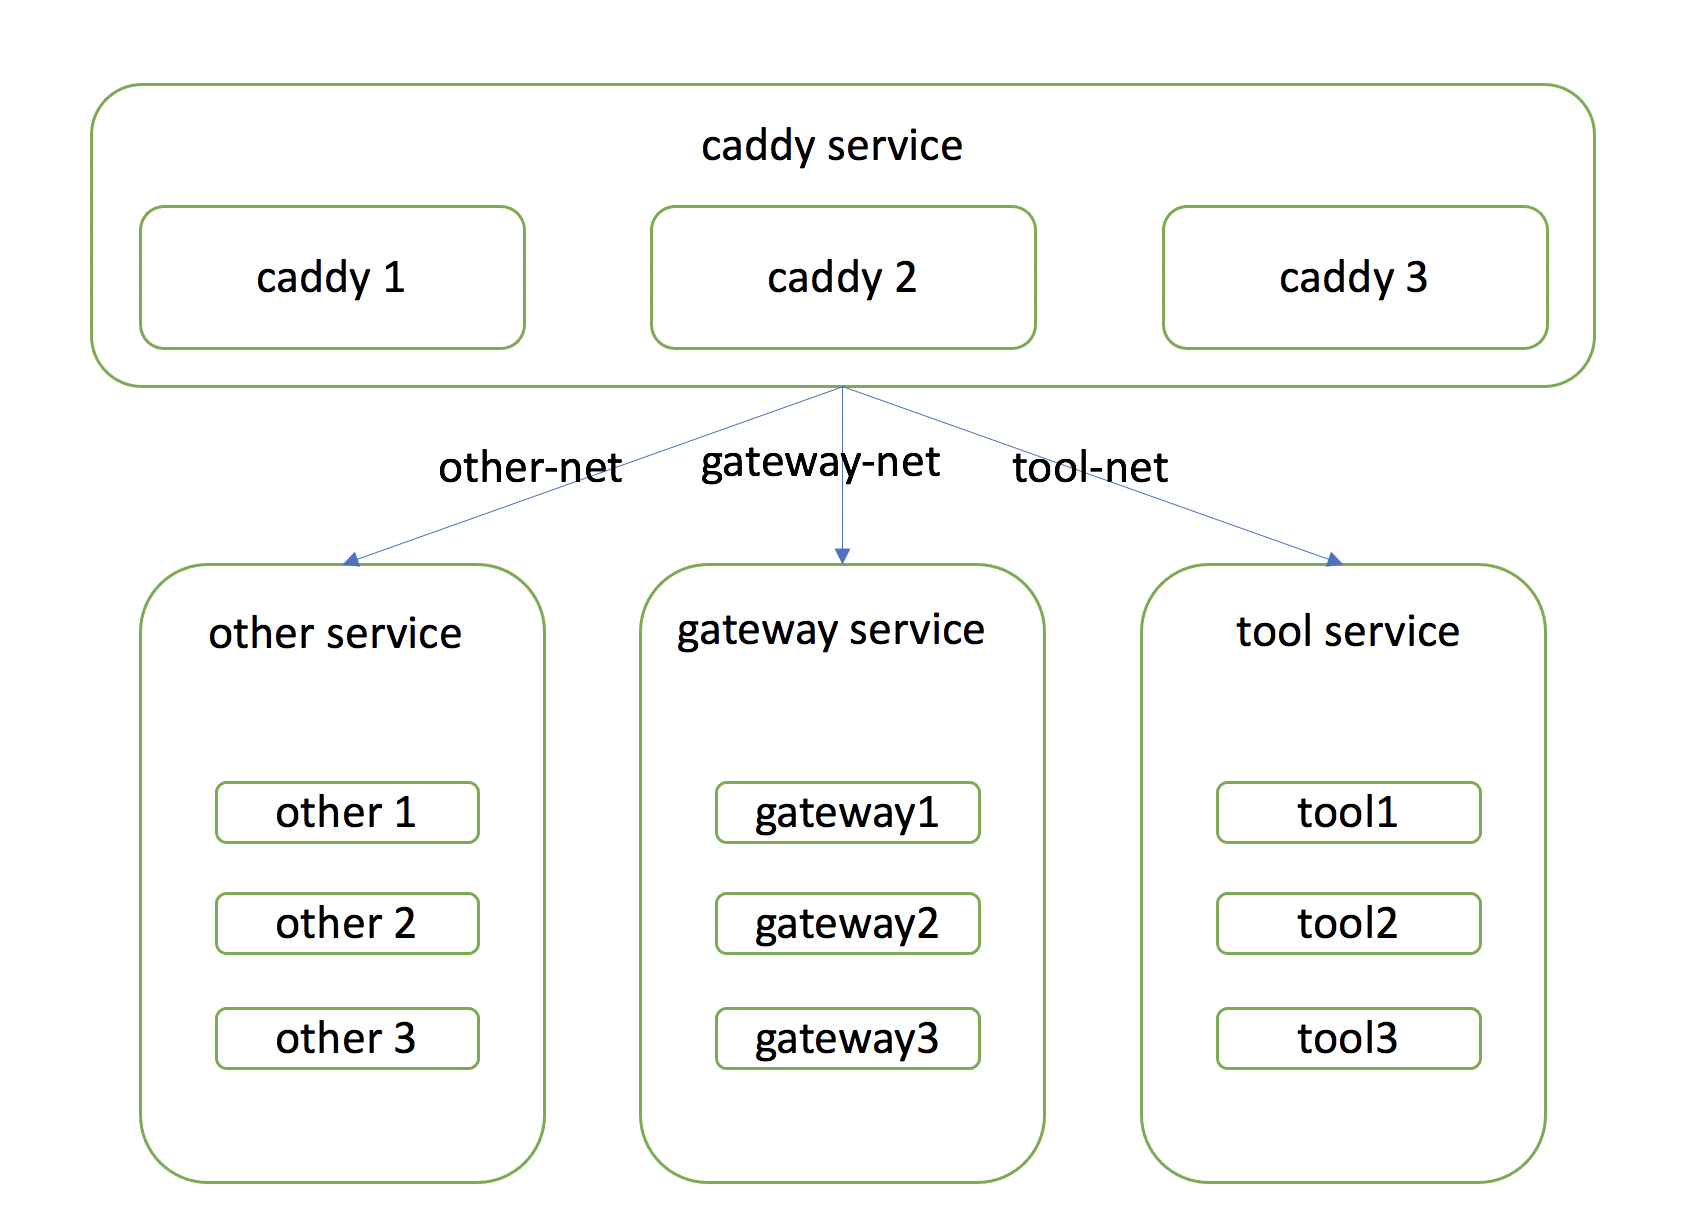 caddy service
caddy 1
caddy 2
caddy 3
other-net
gateway-net
tool-net
other service
gateway service
tool service
other 1
gateway1
tool1
other 2
gateway2
tool2
other 3
gateway3
tool3